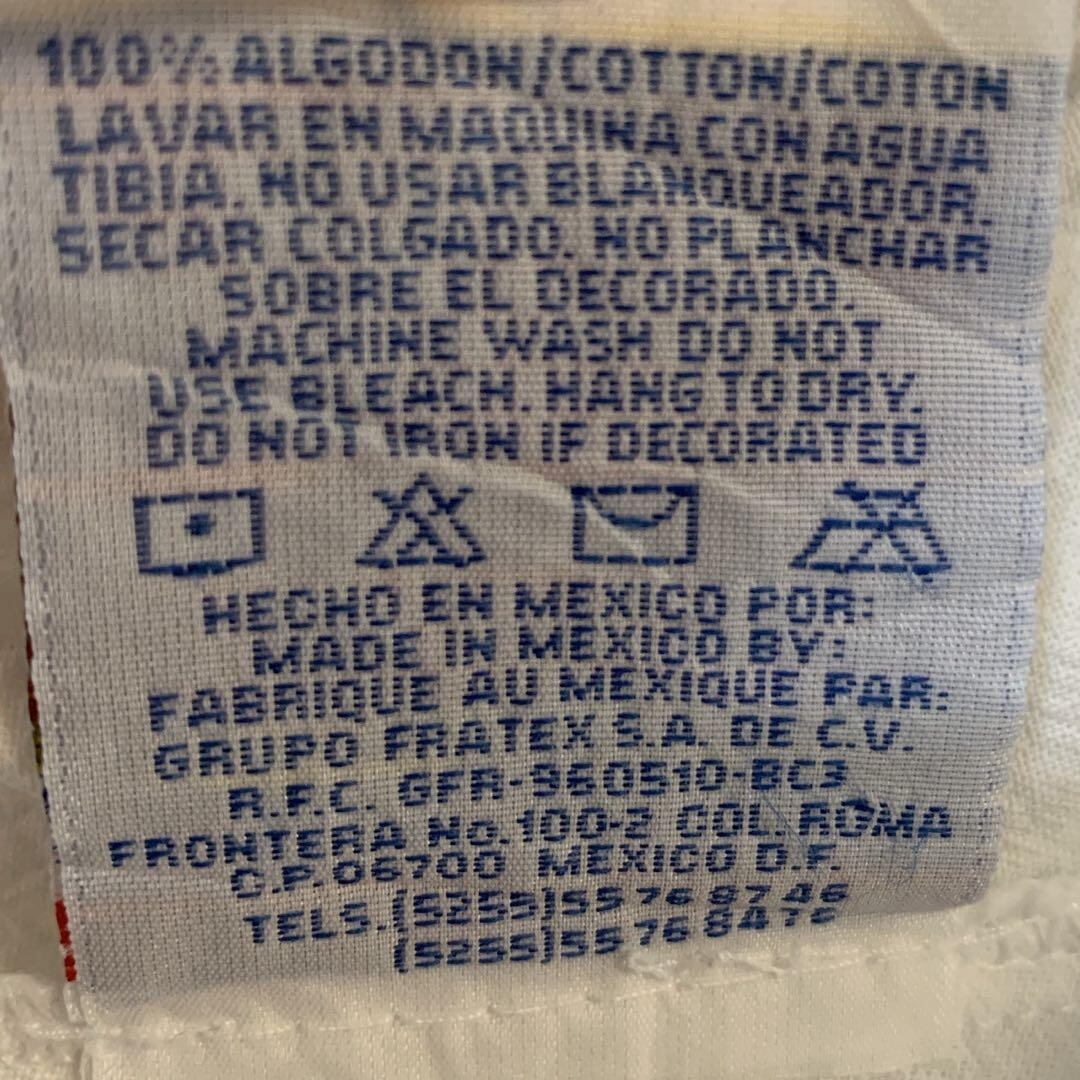 100% ALGODON/COTTON/COTON
LAVAR EN MAQUINA CON AGUA
TIBIA. NO USAR BLANQUEADOR.
SECAR COLGADO. NO PLANCHAR
SOBRE EL DECORADO.
MACHINE WASH DO NOT
USE BLEACH. HANG TO DRY.
DO NOT IRON IF DECORATED
HECHO EN MEXICO POR:
MADE IN MEXICO BY:
FABRIQUE AU MEXIQUE PAR:
GRUPO FRATEX S.A. DE C.V.
R.F.C. GFR-960510-BC3
FRONTERA No. 100-2 COL. ROMA
C.P. 06700 MEXICO D.F.
TELS. (5255)55 76 87 46
(5255)55 76 84 76